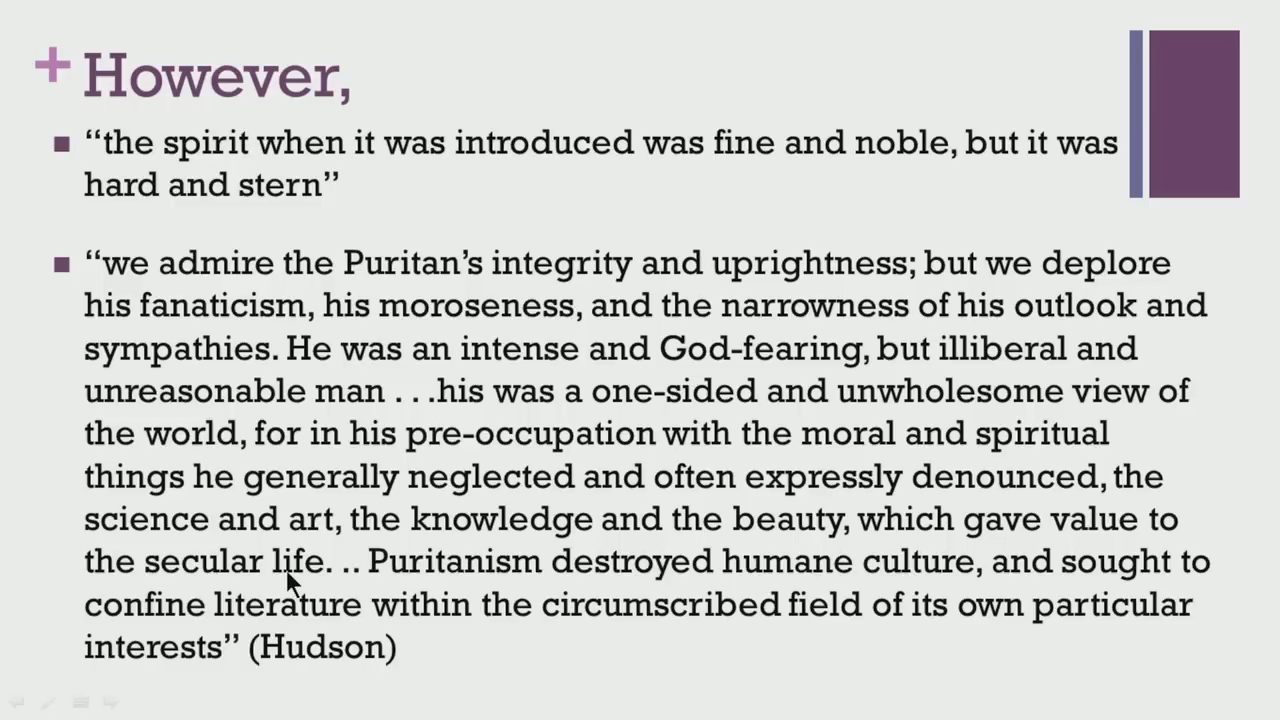 + However,
“the spirit when it was introduced was fine and noble, but it was
hard and stern”
“we admire the Puritan’s integrity and uprightness; but we deplore
his fanaticism, his moroseness, and the narrowness of his outlook and
sympathies. He was an intense and God-fearing, but illiberal and
unreasonable man . . .his was a one-sided and unwholesome view of
the world, for in his pre-occupation with the moral and spiritual
things he generally neglected and often expressly denounced, the
science and art, the knowledge and the beauty, which gave value to
the secular life. .. Puritanism destroyed humane culture, and sought to
confine literature within the circumscribed field of its own particular
interests” (Hudson)